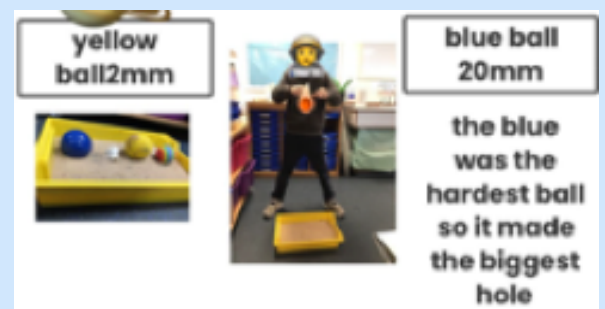 yellow
ball2mm
blue ball
20mm
the blue
was the
hardest ball
so it made
the biggest
hole